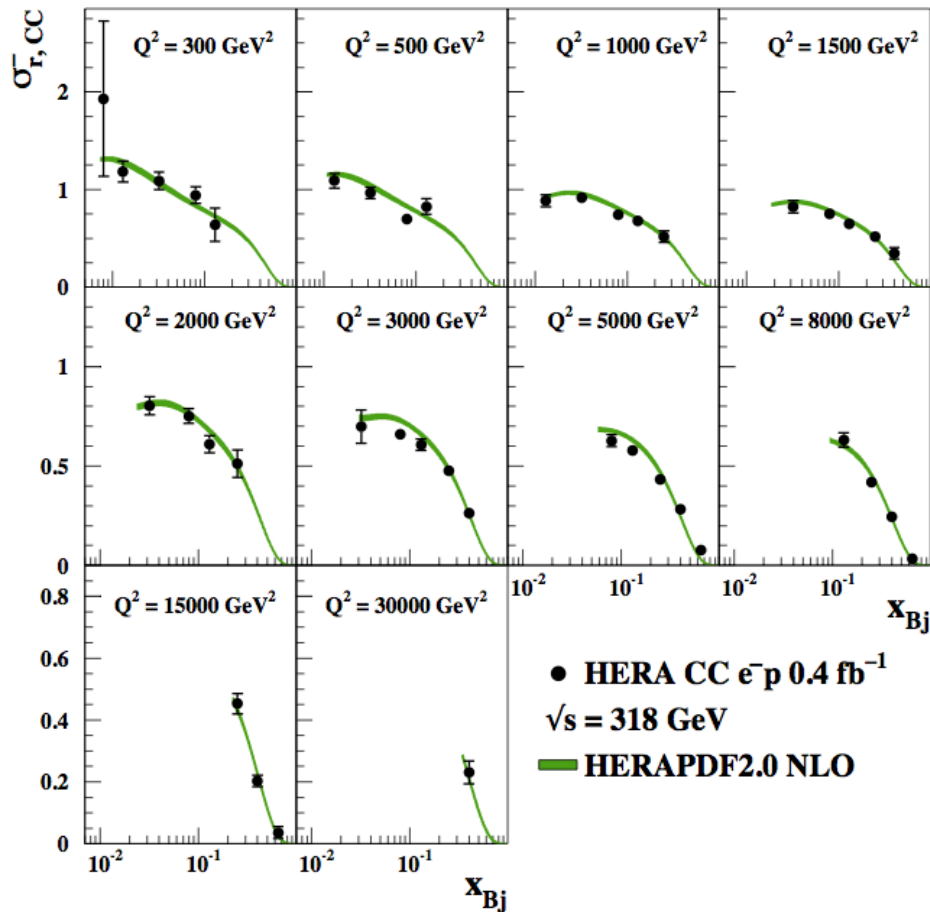 σ⁻r, CC
Q² = 300 GeV²
Q² = 500 GeV²
Q² = 1000 GeV²
Q² = 1500 GeV²
2
1
0
Q² = 2000 GeV²
Q² = 3000 GeV²
Q² = 5000 GeV²
Q² = 8000 GeV²
1
0.5
0
10⁻² 10⁻¹ 10⁻² 10⁻¹
xBj
Q² = 15000 GeV²
Q² = 30000 GeV²
0.8
0.6
0.4
0.2
0
10⁻² 10⁻¹ 10⁻² 10⁻¹
xBj
HERA CC e⁻p 0.4 fb⁻¹
√s = 318 GeV
HERAPDF2.0 NLO